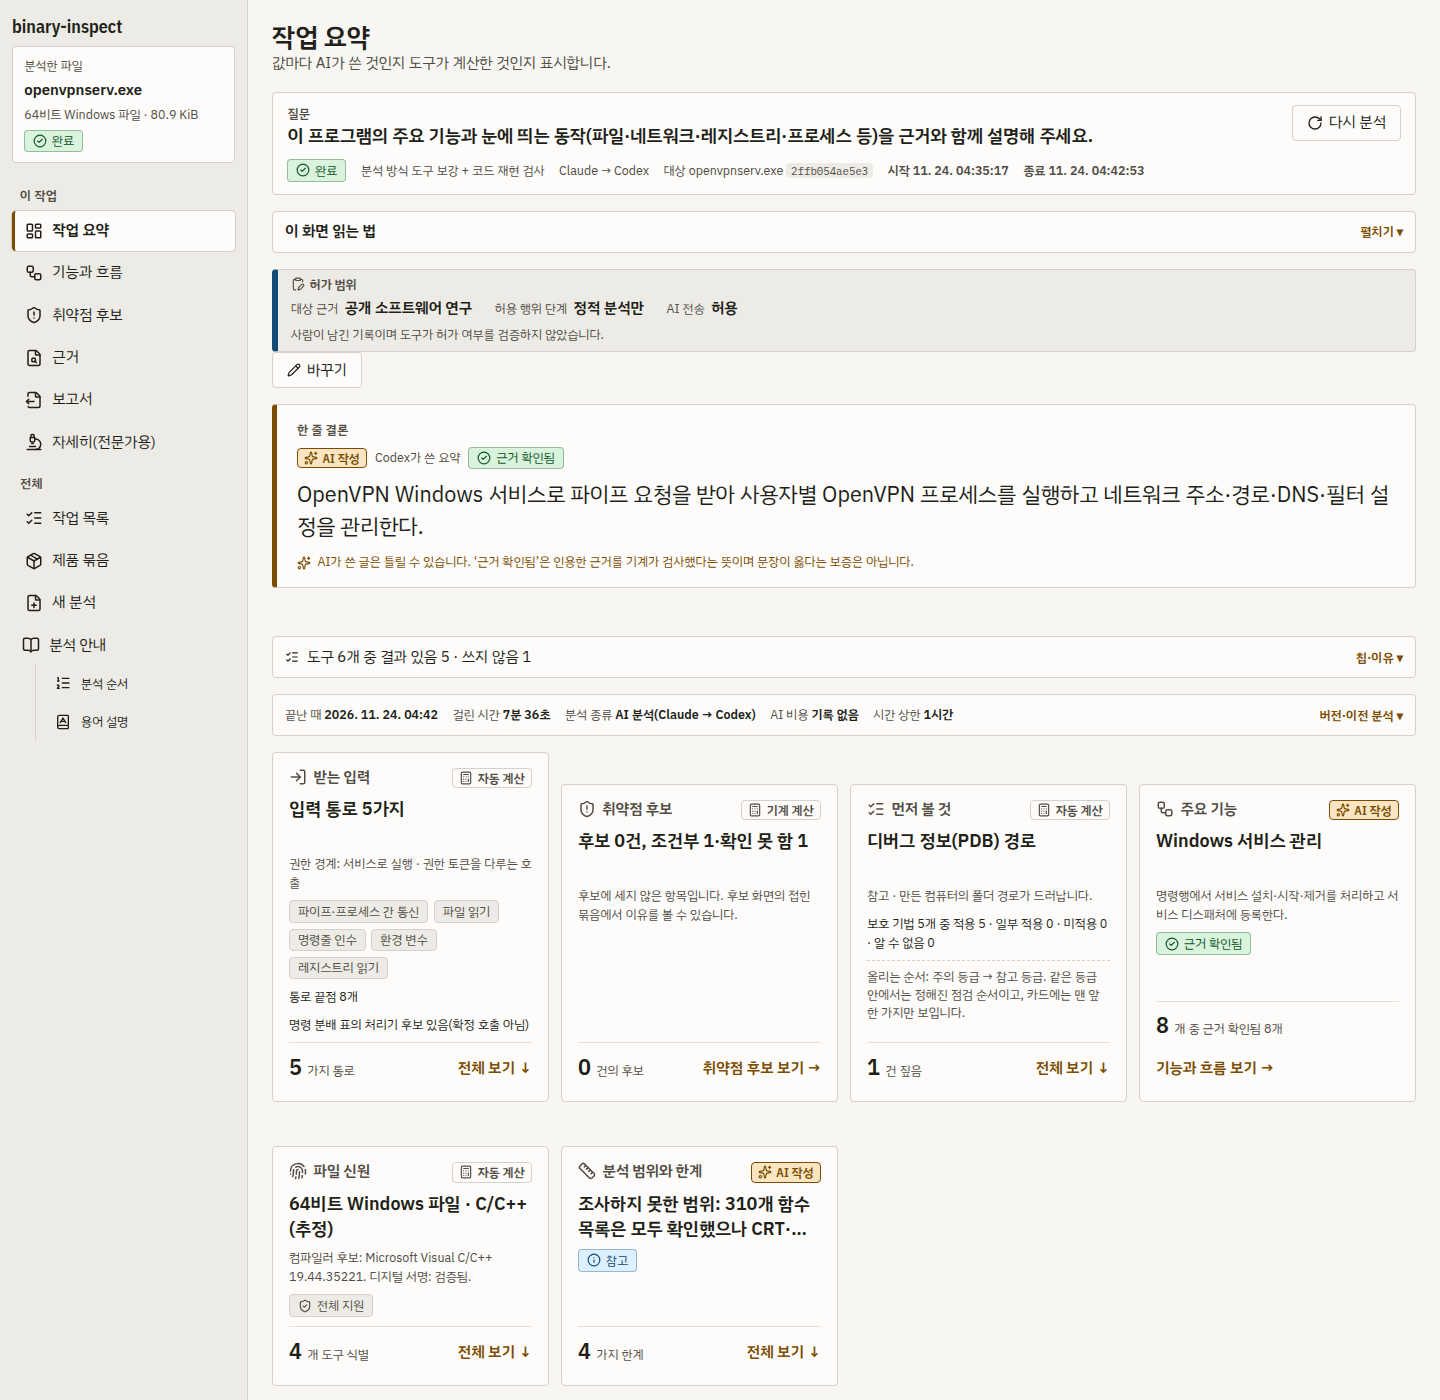 binary-inspect
분석한 파일
openvpnserv.exe
64비트 Windows 파일 · 80.9 KiB
완료
이 작업
작업 요약
기능과 흐름
취약점 후보
근거
보고서
자세히(전문가용)
전체
작업 목록
제품 묶음
새 분석
분석 안내
분석 순서
용어 설명
작업 요약
값마다 AI가 쓴 것인지 도구가 계산한 것인지 표시합니다.
질문
이 프로그램의 주요 기능과 눈에 띄는 동작(파일·네트워크·레지스트리·프로세스 등)을 근거와 함께 설명해 주세요.
다시 분석
완료 분석 방식 도구 보강 + 코드 재현 검사 Claude → Codex 대상 openvpnserv.exe 2ffb054ae5e3 시작 11. 24. 04:35:17 종료 11. 24. 04:42:53
이 화면 읽는 법 펼치기 ▾
허가 범위
대상 근거 공개 소프트웨어 연구 허용 행위 단계 정적 분석만 AI 전송 허용
사람이 남긴 기록이며 도구가 허가 여부를 검증하지 않았습니다.
바꾸기
한 줄 결론
AI 작성 Codex가 쓴 요약 근거 확인됨
OpenVPN Windows 서비스로 파이프 요청을 받아 사용자별 OpenVPN 프로세스를 실행하고 네트워크 주소·경로·DNS·필터 설
정을 관리한다.
AI가 쓴 글은 틀릴 수 있습니다. ‘근거 확인됨’은 인용한 근거를 기계가 검사했다는 뜻이며 문장이 옳다는 보증은 아닙니다.
도구 6개 중 결과 있음 5 · 쓰지 않음 1 칩·이유 ▾
끝난 때 2026. 11. 24. 04:42 걸린 시간 7분 36초 분석 종류 AI 분석(Claude → Codex) AI 비용 기록 없음 시간 상한 1시간 버전·이전 분석 ▾
받는 입력 자동 계산
입력 통로 5가지
권한 경계: 서비스로 실행 · 권한 토큰을 다루는 호
출
파이프·프로세스 간 통신 파일 읽기
명령줄 인수 환경 변수
레지스트리 읽기
통로 끝점 8개
명령 분배 표의 처리기 후보 있음(확정 호출 아님)
5 가지 통로 전체 보기 ↓
취약점 후보 기계 계산
후보 0건, 조건부 1·확인 못 함 1
후보에 세지 않은 항목입니다. 후보 화면의 접힌
묶음에서 이유를 볼 수 있습니다.
0 건의 후보 취약점 후보 보기 →
먼저 볼 것 자동 계산
디버그 정보(PDB) 경로
참고 · 만든 컴퓨터의 폴더 경로가 드러납니다.
보호 기법 5개 중 적용 5 · 일부 적용 0 · 미적용 0
· 알 수 없음 0
올리는 순서: 주의 등급 → 참고 등급. 같은 등급
안에서는 정해진 점검 순서이고, 카드에는 맨 앞
한 가지만 보입니다.
1 건 짚음 전체 보기 ↓
주요 기능 AI 작성
Windows 서비스 관리
명령행에서 서비스 설치·시작·제거를 처리하고 서
비스 디스패처에 등록한다.
근거 확인됨
8 개 중 근거 확인됨 8개
기능과 흐름 보기 →
파일 신원 자동 계산
64비트 Windows 파일 · C/C++
(추정)
컴파일러 후보: Microsoft Visual C/C++
19.44.35221. 디지털 서명: 검증됨.
전체 지원
4 개 도구 식별 전체 보기 ↓
분석 범위와 한계 AI 작성
조사하지 못한 범위: 310개 함수
목록은 모두 확인했으나 CRT·...
참고
4 가지 한계 전체 보기 ↓